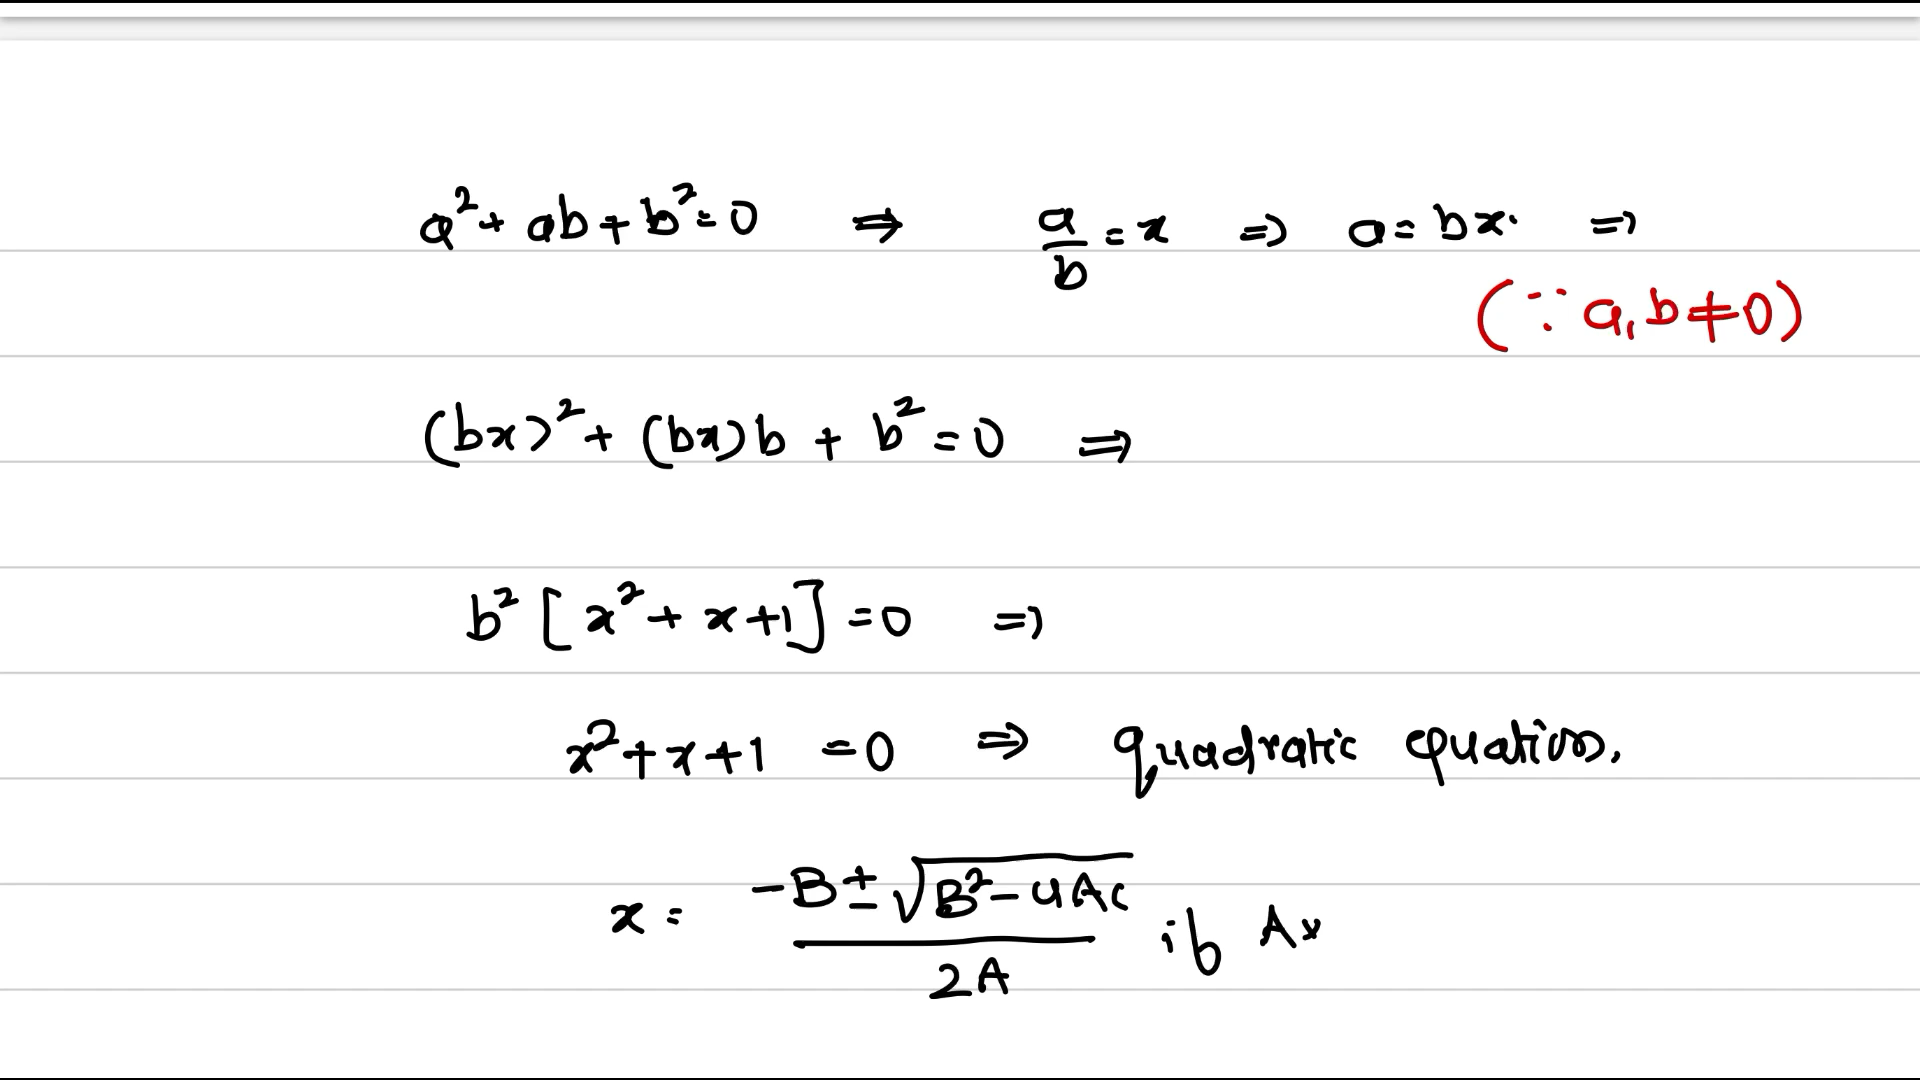 a² + ab + b² = 0 ⇒ a/b = x ⇒ a = bx. ⇒
(∵ a, b ≠ 0)
(bx)² + (bx)b + b² = 0 ⇒
b² [x² + x + 1] = 0 ⇒
x² + x + 1 = 0 ⇒ quadratic equation.
x = (-B ± √(B² - 4AC)) / 2A if Ax